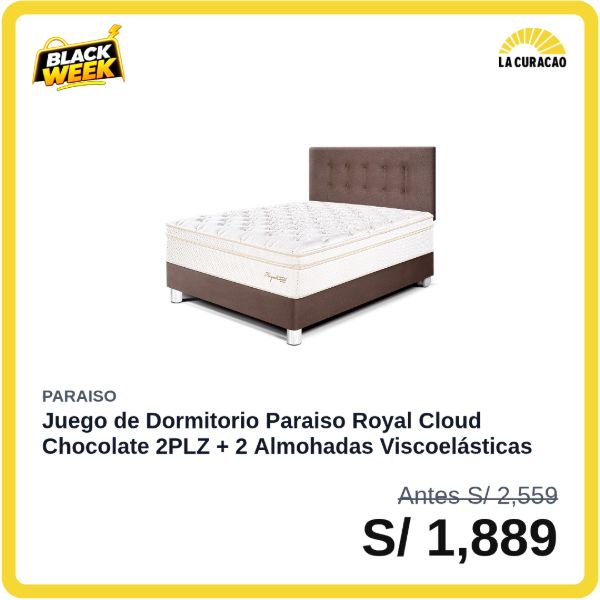 BLACK
WEEK
LA CURACAO
PARAISO
Juego de Dormitorio Paraiso Royal Cloud
Chocolate 2PLZ + 2 Almohadas Viscoelásticas
Antes S/ 2,559
S/ 1,889